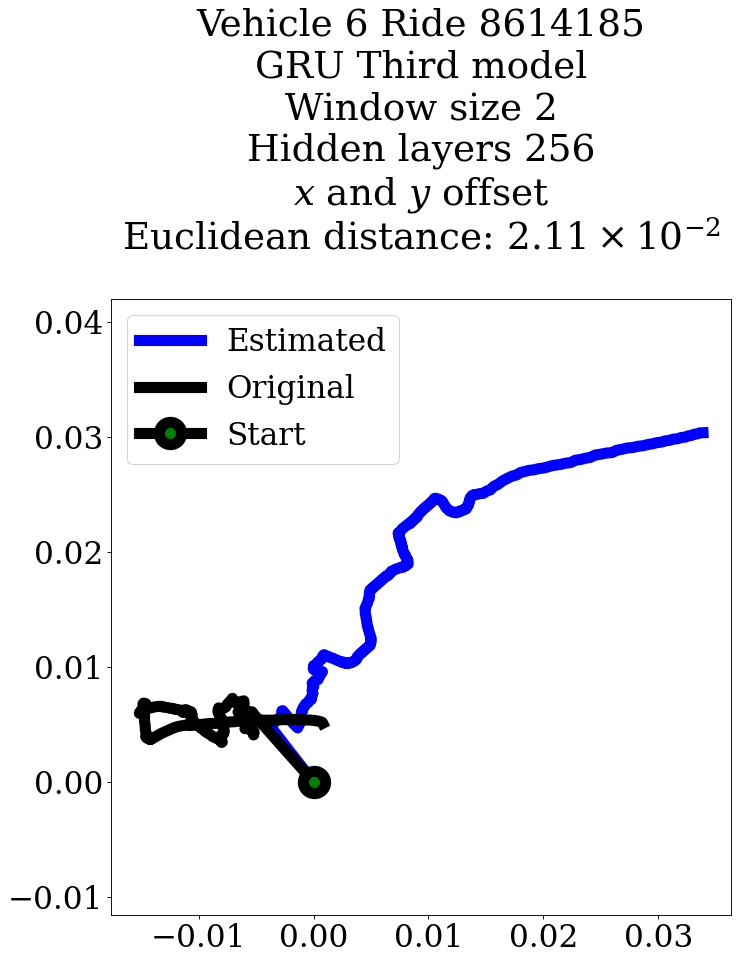 Vehicle 6 Ride 8614185
GRU Third model
Window size 2
Hidden layers 256
x and y offset
Euclidean distance: 2.11 × 10⁻²
0.04
0.03
0.02
0.01
0.00
−0.01
Estimated
Original
Start
−0.01 0.00 0.01 0.02 0.03